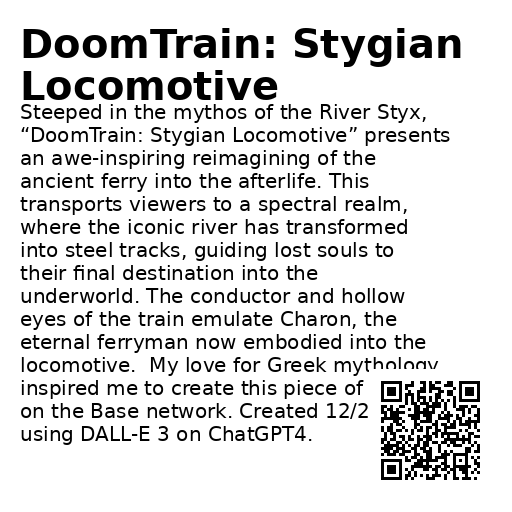 DoomTrain: Stygian
Locomotive
Steeped in the mythos of the River Styx,
“DoomTrain: Stygian Locomotive” presents
an awe-inspiring reimagining of the
ancient ferry into the afterlife. This
transports viewers to a spectral realm,
where the iconic river has transformed
into steel tracks, guiding lost souls to
their final destination into the
underworld. The conductor and hollow
eyes of the train emulate Charon, the
eternal ferryman now embodied into the
locomotive.  My love for Greek mythology
inspired me to create this piece of
on the Base network. Created 12/2
using DALL-E 3 on ChatGPT4.